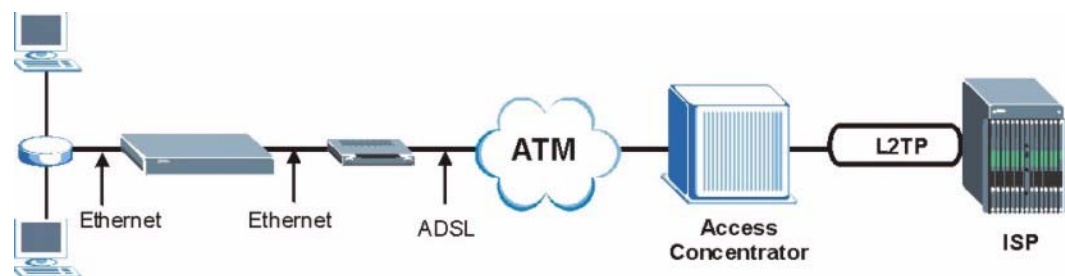 Ethernet
Ethernet
ADSL
ATM
Access
Concentrator
L2TP
ISP